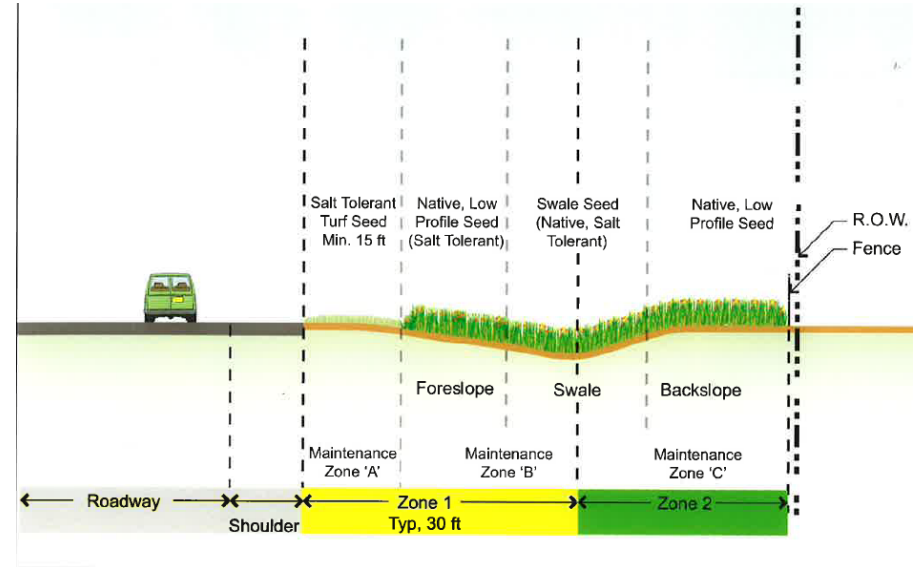 Salt Tolerant
Turf Seed
Min. 15 ft
Native, Low
Profile Seed
(Salt Tolerant)
Swale Seed
(Native, Salt
Tolerant)
Native, Low
Profile Seed
R.O.W.
Fence
Foreslope
Swale
Backslope
Maintenance
Zone 'A'
Maintenance
Zone 'B'
Maintenance
Zone 'C'
Roadway
Shoulder
Zone 1
Typ, 30 ft
Zone 2